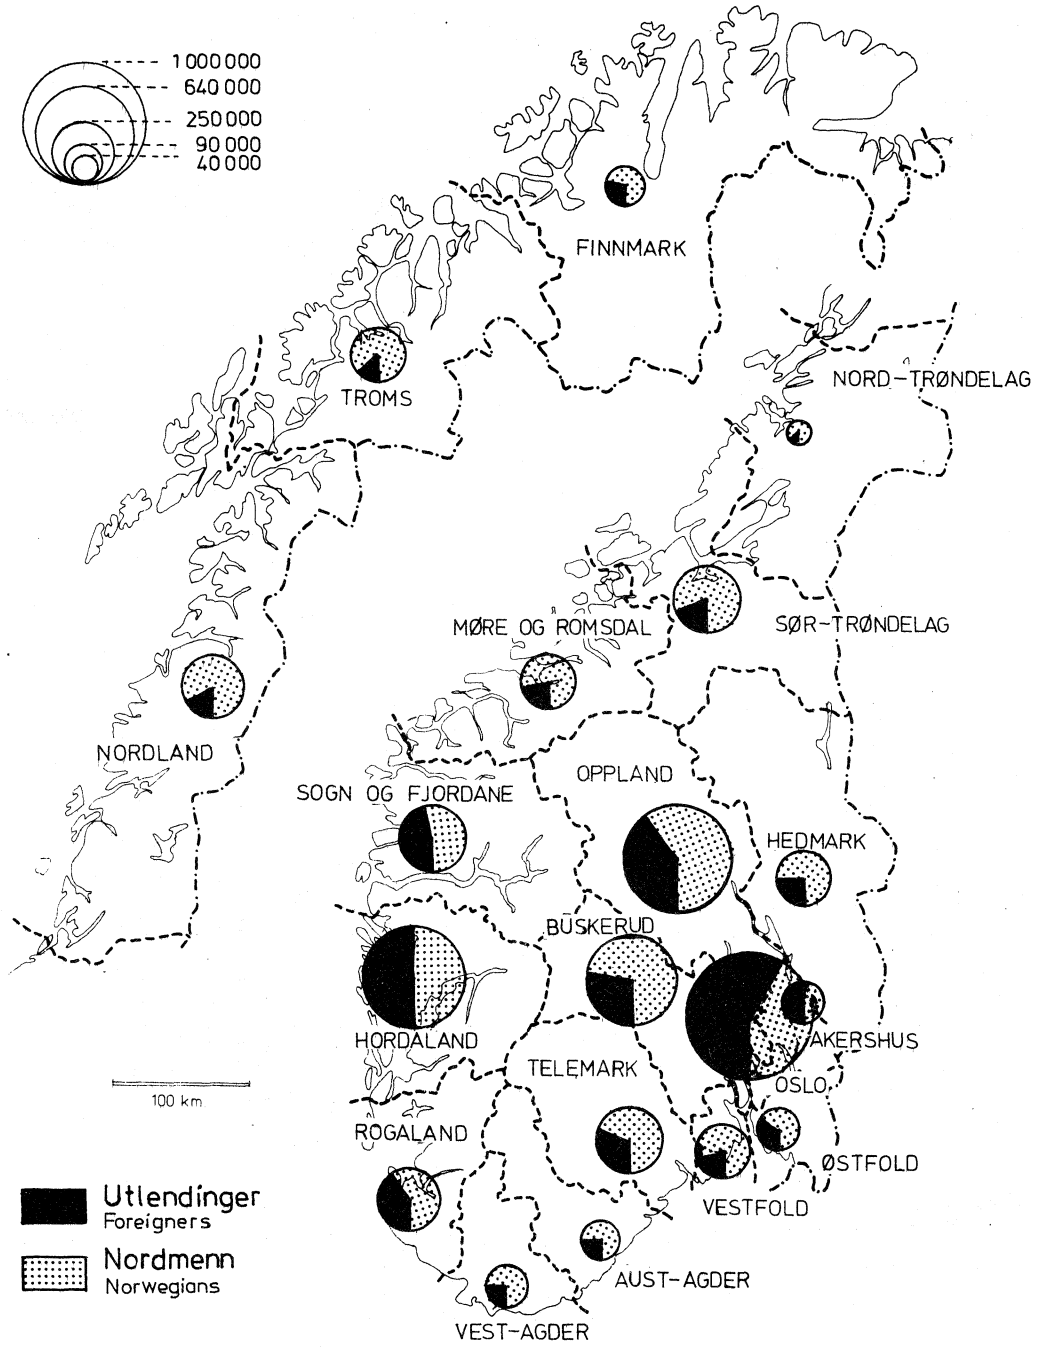 1 000 000
640 000
250 000
90 000
40 000
FINNMARK
TROMS
NORD-TRØNDELAG
MØRE OG ROMSDAL
SØR-TRØNDELAG
NORDLAND
OPPLAND
SOGN OG FJORDANE
HEDMARK
BUSKERUD
HORDALAND
AKERSHUS
TELEMARK
OSLO
100 km
ROGALAND
ØSTFOLD
VESTFOLD
Utlendinger
Foreigners
Nordmenn
Norwegians
AUST-AGDER
VEST-AGDER